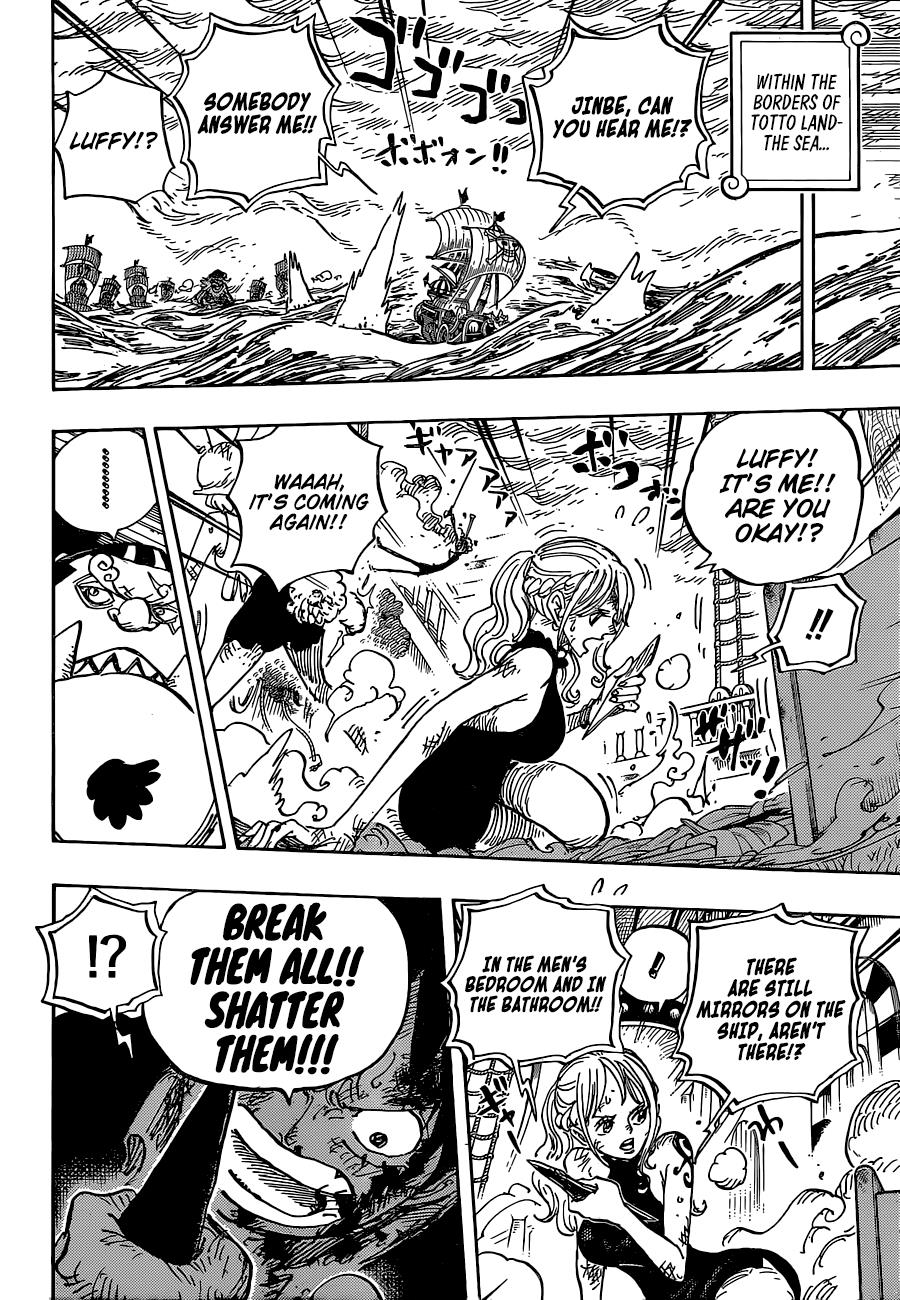 WITHIN THE
BORDERS OF
TOTTO LAND-
THE SEA...
JINBE, CAN
YOU HEAR ME!?
ゴゴゴゴゴ
ボボォン!!
SOMEBODY
ANSWER ME!!
LUFFY!?
LUFFY!
IT'S ME!!
ARE YOU
OKAY!?
!!
ボゴォン
ギャアアアア
ザザザ!!
WAAAH,
IT'S COMING
AGAIN!!
THERE
ARE STILL
MIRRORS ON THE
SHIP, AREN'T
THERE!?
!
IN THE MEN'S
BEDROOM AND IN
THE BATHROOM!!
BREAK
THEM ALL!!
SHATTER
THEM!!!
!?